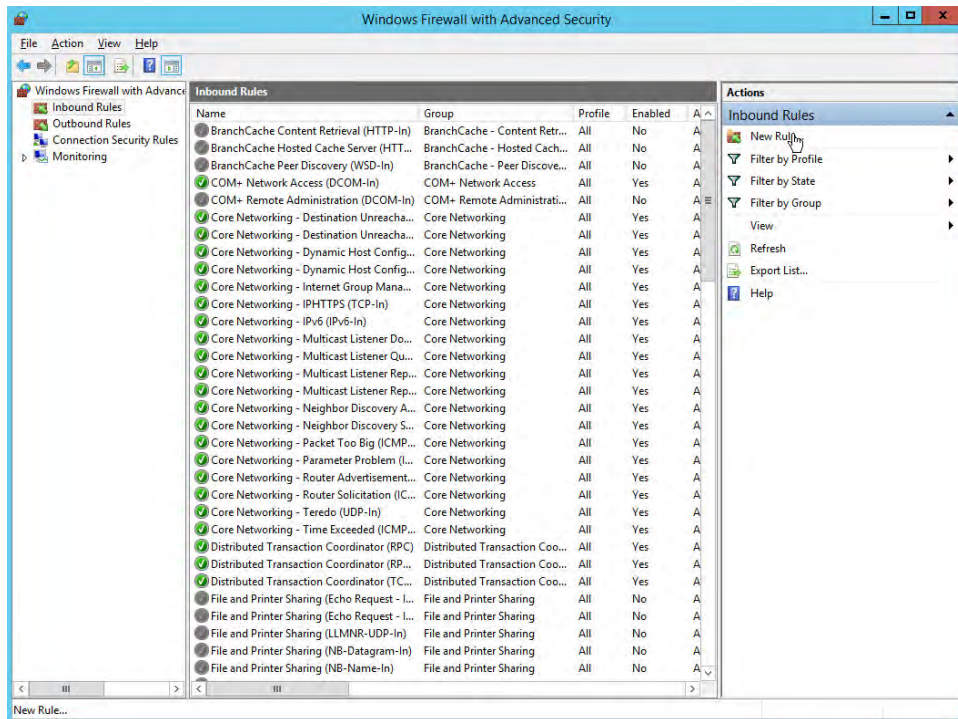 Windows Firewall with Advanced Security
File Action View Help
Windows Firewall with Advance
Inbound Rules
Outbound Rules
Connection Security Rules
Monitoring
Inbound Rules
Name Group Profile Enabled A
BranchCache Content Retrieval (HTTP-In) BranchCache - Content Retr... All No A
BranchCache Hosted Cache Server (HTT... BranchCache - Hosted Cach... All No A
BranchCache Peer Discovery (WSD-In) BranchCache - Peer Discove... All No A
COM+ Network Access (DCOM-In) COM+ Network Access All Yes A
COM+ Remote Administration (DCOM-In) COM+ Remote Administrati... All No A
Core Networking - Destination Unreacha... Core Networking All Yes A
Core Networking - Destination Unreacha... Core Networking All Yes A
Core Networking - Dynamic Host Config... Core Networking All Yes A
Core Networking - Dynamic Host Config... Core Networking All Yes A
Core Networking - Internet Group Mana... Core Networking All Yes A
Core Networking - IPHTTPS (TCP-In) Core Networking All Yes A
Core Networking - IPv6 (IPv6-In) Core Networking All Yes A
Core Networking - Multicast Listener Do... Core Networking All Yes A
Core Networking - Multicast Listener Qu... Core Networking All Yes A
Core Networking - Multicast Listener Rep... Core Networking All Yes A
Core Networking - Multicast Listener Rep... Core Networking All Yes A
Core Networking - Neighbor Discovery A... Core Networking All Yes A
Core Networking - Neighbor Discovery S... Core Networking All Yes A
Core Networking - Packet Too Big (ICMP... Core Networking All Yes A
Core Networking - Parameter Problem (I... Core Networking All Yes A
Core Networking - Router Advertisement... Core Networking All Yes A
Core Networking - Router Solicitation (IC... Core Networking All Yes A
Core Networking - Teredo (UDP-In) Core Networking All Yes A
Core Networking - Time Exceeded (ICMP... Core Networking All Yes A
Distributed Transaction Coordinator (RPC) Distributed Transaction Coo... All Yes A
Distributed Transaction Coordinator (RP... Distributed Transaction Coo... All Yes A
Distributed Transaction Coordinator (TC... Distributed Transaction Coo... All Yes A
File and Printer Sharing (Echo Request - I... File and Printer Sharing All No A
File and Printer Sharing (Echo Request - I... File and Printer Sharing All No A
File and Printer Sharing (LLMNR-UDP-In) File and Printer Sharing All No A
File and Printer Sharing (NB-Datagram-In) File and Printer Sharing All No A
File and Printer Sharing (NB-Name-In) File and Printer Sharing All No A
Actions
Inbound Rules
New Rule...
Filter by Profile
Filter by State
Filter by Group
View
Refresh
Export List...
Help
New Rule...